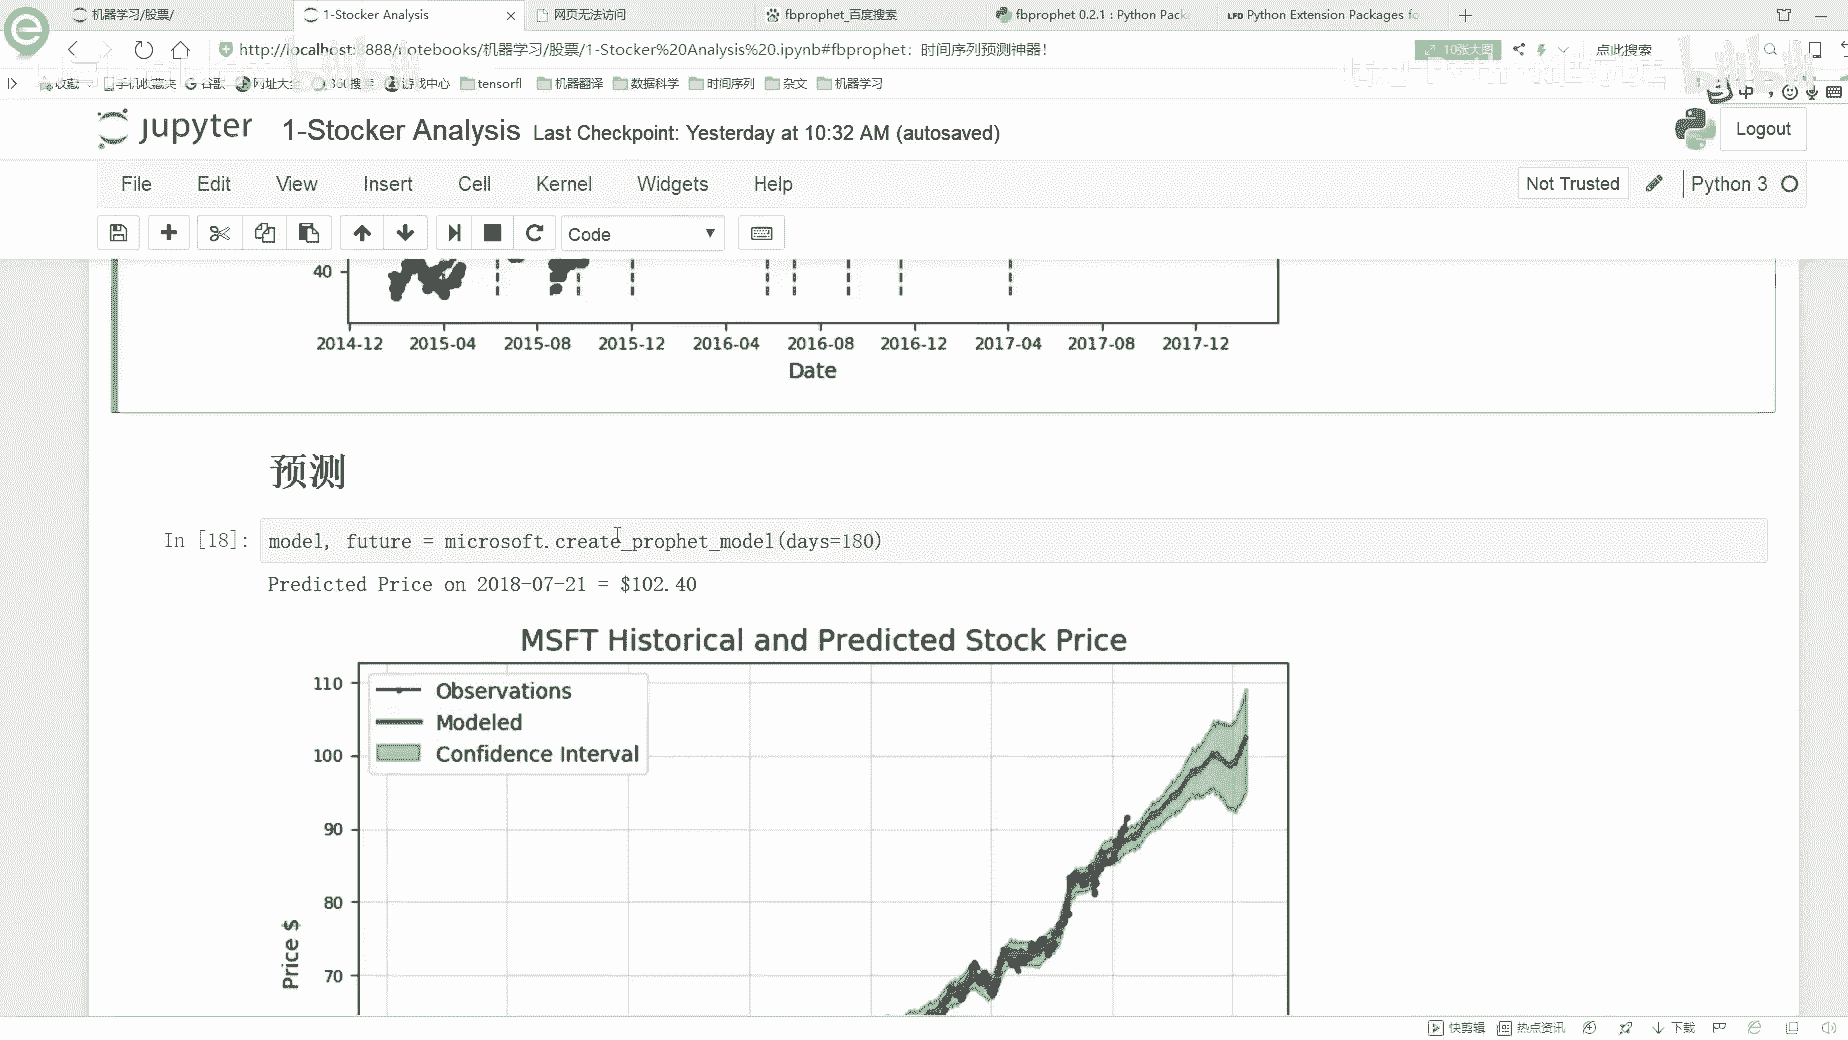 机器学习/股票/
1-Stocker Analysis
网页无法访问
fbprophet_百度搜索
fbprophet 0.2.1 : Python Pack
LFD Python Extension Packages fo
http://localhost:8888/notebooks/机器学习/股票/1-Stocker%20Analysis%20.ipynb#fbprophet：时间序列预测神器！
10张大图
点此搜索
收藏
手机收藏夹
谷歌
网址大全
360搜索
游戏中心
tensorfl
机器翻译
数据科学
时间序列
杂文
机器学习
中
jupyter
1-Stocker Analysis
Last Checkpoint: Yesterday at 10:32 AM (autosaved)
Logout
File
Edit
View
Insert
Cell
Kernel
Widgets
Help
Not Trusted
Python 3
Code
40
2014-12 2015-04 2015-08 2015-12 2016-04 2016-08 2016-12 2017-04 2017-08 2017-12
Date
预测
In [18]:
model, future = microsoft.create_prophet_model(days=180)
Predicted Price on 2018-07-21 = $102.40
MSFT Historical and Predicted Stock Price
110
Observations
Modeled
100
Confidence Interval
90
80
70
Price $
快剪辑
热点资讯
下载